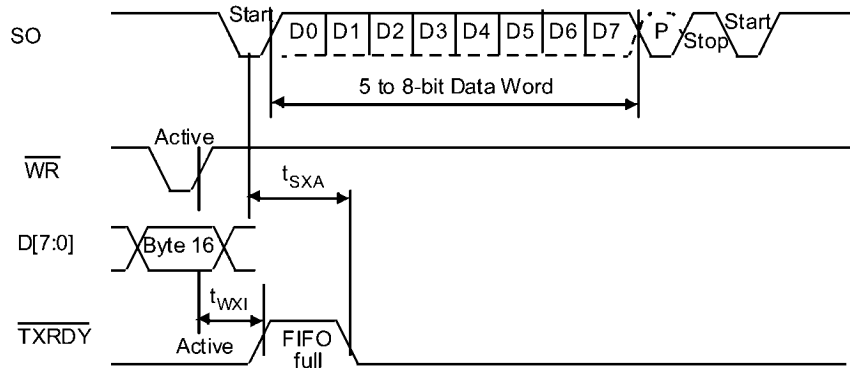 SO
Start
D0 D1 D2 D3 D4 D5 D6 D7 P Stop Start
5 to 8-bit Data Word
WR
Active
tSXA
D[7:0]
Byte 16
tWXI
TXRDY
Active
FIFO
full